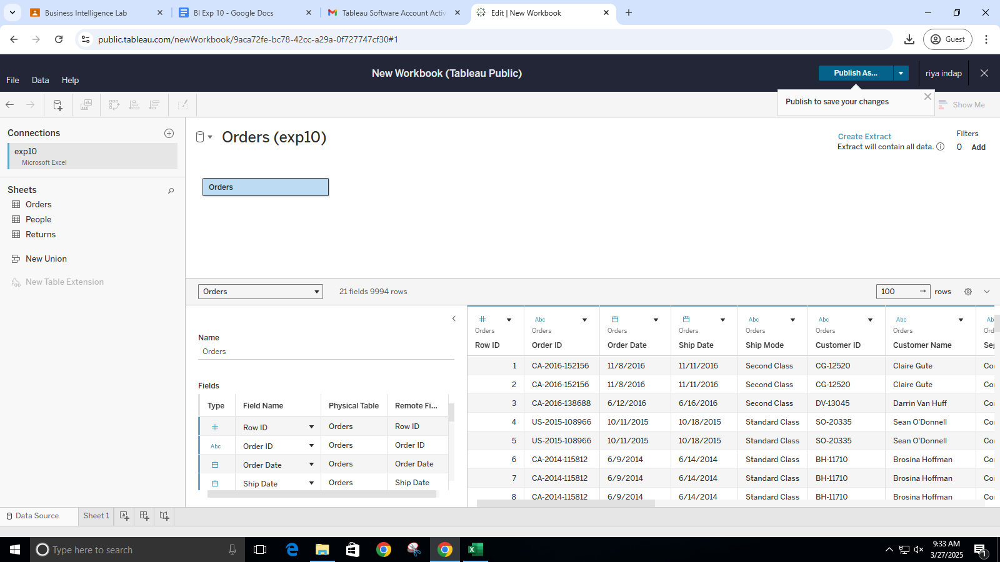 Business Intelligence Lab
BI Exp 10 - Google Docs
Tableau Software Account Activ
Edit | New Workbook
public.tableau.com/newWorkbook/9aca72fe-bc78-42cc-a29a-0f727747cf30#1
Guest
New Workbook (Tableau Public)
File Data Help
Publish As...
riya indap
Publish to save your changes
Show Me
Connections
exp10
Microsoft Excel
Sheets
Orders
People
Returns
New Union
New Table Extension
Orders (exp10)
Create Extract
Extract will contain all data.
Filters
0 Add
Orders
Orders
21 fields 9994 rows
100
rows
Name
Orders
Fields
Type Field Name Physical Table Remote Fi...
# Row ID Orders Row ID
Abc Order ID Orders Order ID
Order Date Orders Order Date
Ship Date Orders Ship Date
# Abc Abc Abc Abc Ab
Orders Orders Orders Orders Orders Orders Orders Ord
Row ID Order ID Order Date Ship Date Ship Mode Customer ID Customer Name Se
1 CA-2016-152156 11/8/2016 11/11/2016 Second Class CG-12520 Claire Gute Co
2 CA-2016-152156 11/8/2016 11/11/2016 Second Class CG-12520 Claire Gute Co
3 CA-2016-138688 6/12/2016 6/16/2016 Second Class DV-13045 Darrin Van Huff Co
4 US-2015-108966 10/11/2015 10/18/2015 Standard Class SO-20335 Sean O'Donnell Co
5 US-2015-108966 10/11/2015 10/18/2015 Standard Class SO-20335 Sean O'Donnell Co
6 CA-2014-115812 6/9/2014 6/14/2014 Standard Class BH-11710 Brosina Hoffman Co
7 CA-2014-115812 6/9/2014 6/14/2014 Standard Class BH-11710 Brosina Hoffman Co
8 CA-2014-115812 6/9/2014 6/14/2014 Standard Class BH-11710 Brosina Hoffman Co
Data Source
Sheet 1
Type here to search
9:33 AM
3/27/2025
1